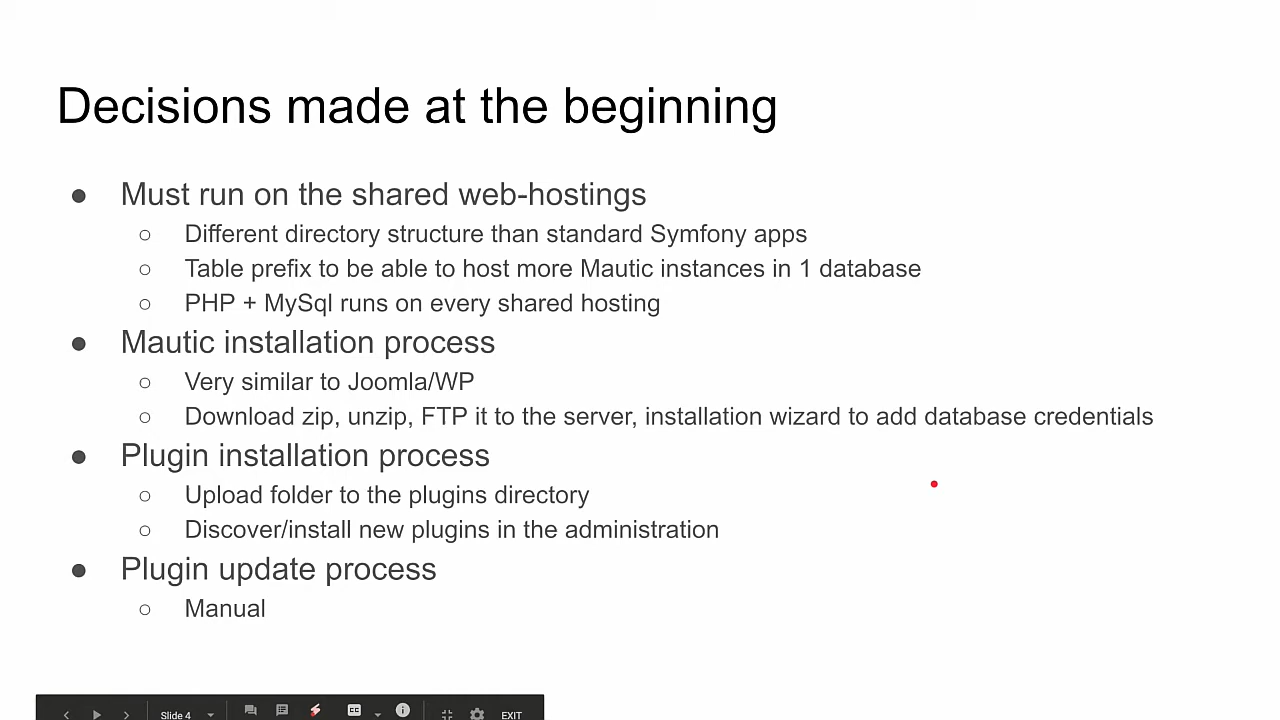 Decisions made at the beginning
● Must run on the shared web-hostings
○ Different directory structure than standard Symfony apps
○ Table prefix to be able to host more Mautic instances in 1 database
○ PHP + MySql runs on every shared hosting
● Mautic installation process
○ Very similar to Joomla/WP
○ Download zip, unzip, FTP it to the server, installation wizard to add database credentials
● Plugin installation process
○ Upload folder to the plugins directory
○ Discover/install new plugins in the administration
● Plugin update process
○ Manual
Slide 4 CC EXIT